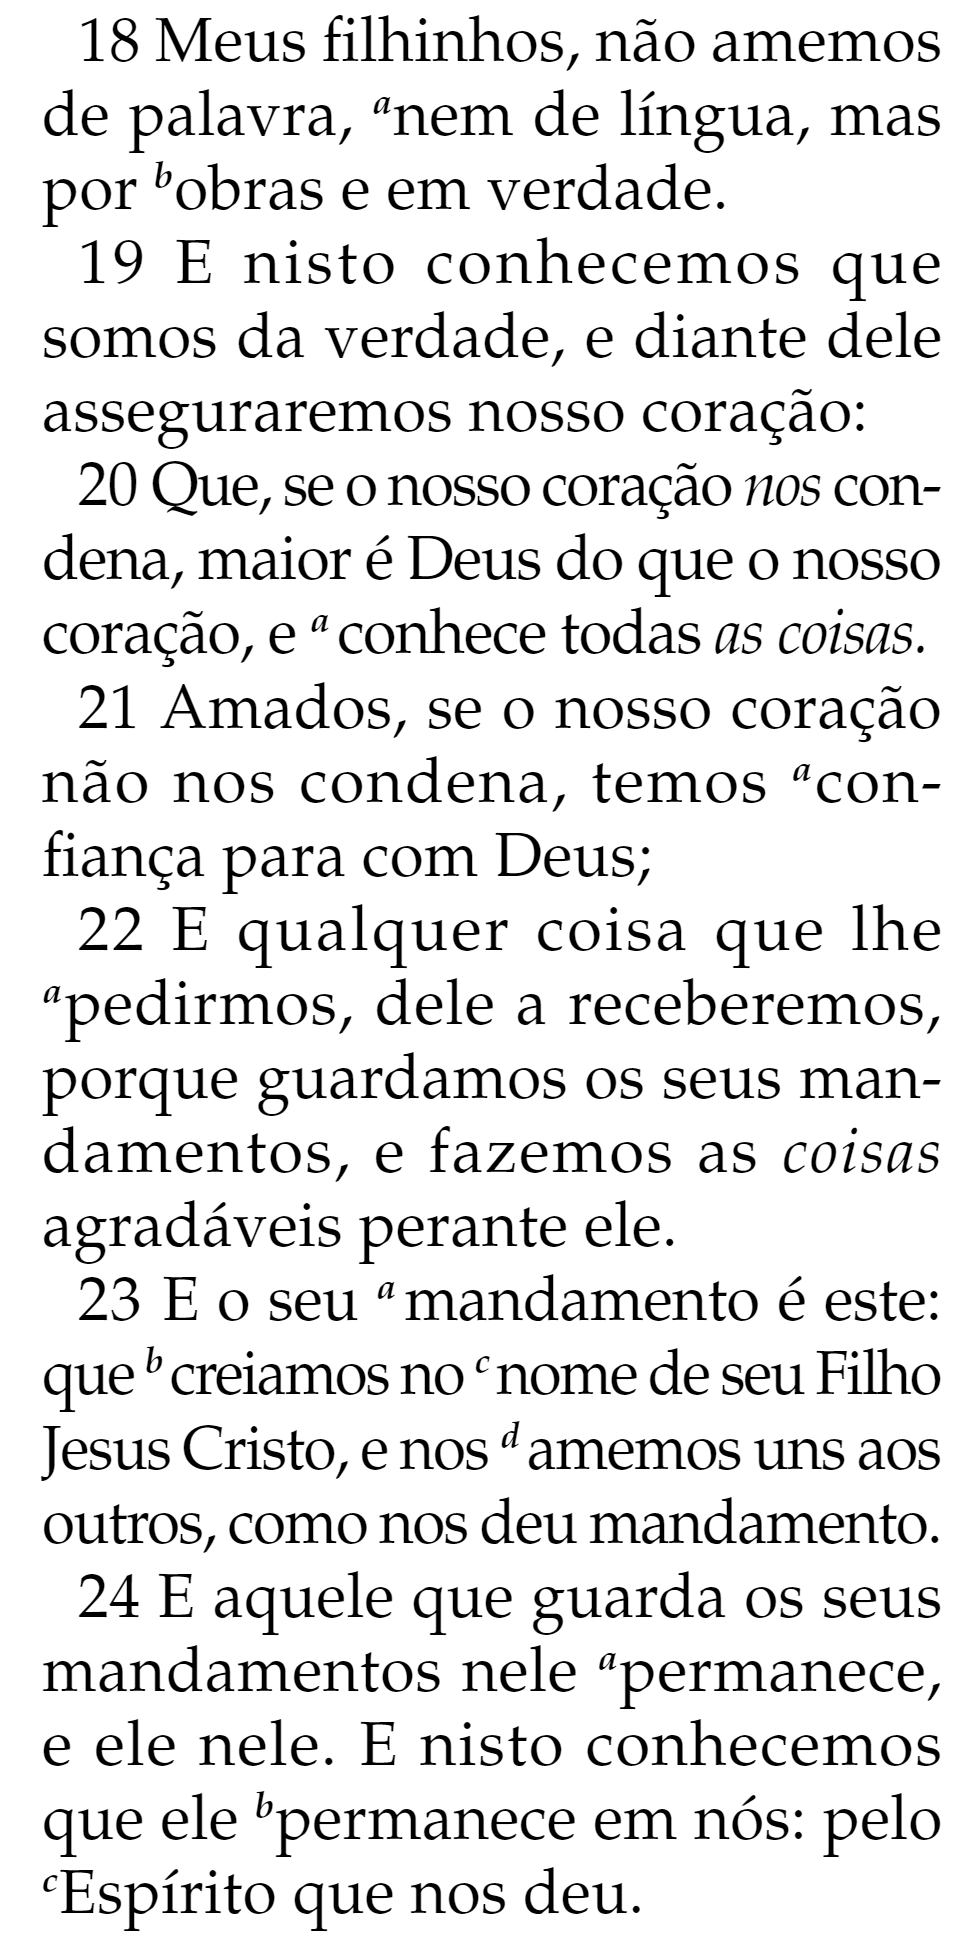 18 Meus filhinhos, não amemos
de palavra, ᵃnem de língua, mas
por ᵇobras e em verdade.
19 E nisto conhecemos que
somos da verdade, e diante dele
asseguraremos nosso coração:
20 Que, se o nosso coração nos con-
dena, maior é Deus do que o nosso
coração, e ᵃ conhece todas as coisas.
21 Amados, se o nosso coração
não nos condena, temos ᵃcon-
fiança para com Deus;
22 E qualquer coisa que lhe
ᵃpedirmos, dele a receberemos,
porque guardamos os seus man-
damentos, e fazemos as coisas
agradáveis perante ele.
23 E o seu ᵃ mandamento é este:
que ᵇ creiamos no ᶜ nome de seu Filho
Jesus Cristo, e nos ᵈ amemos uns aos
outros, como nos deu mandamento.
24 E aquele que guarda os seus
mandamentos nele ᵃpermanece,
e ele nele. E nisto conhecemos
que ele ᵇpermanece em nós: pelo
ᶜEspírito que nos deu.